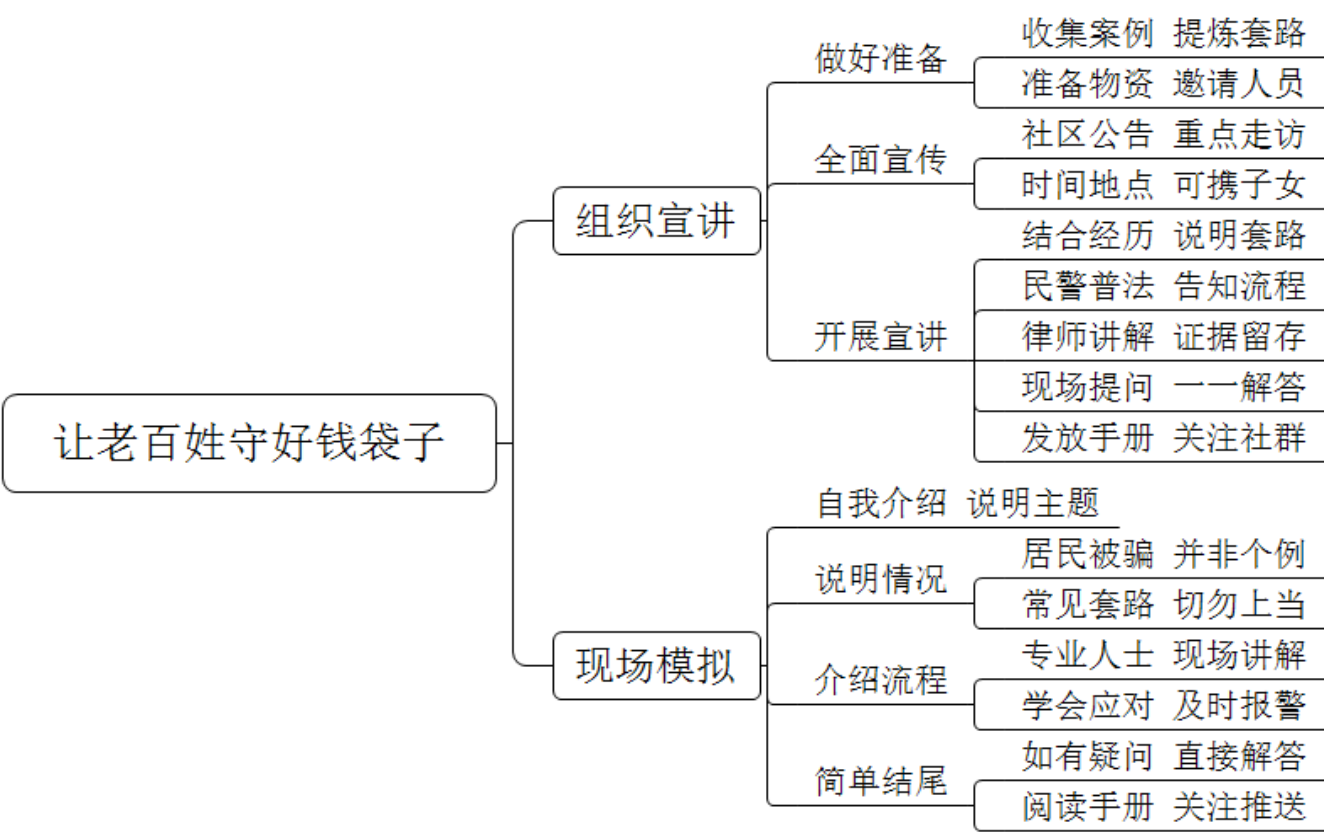 让老百姓守好钱袋子
组织宣讲
做好准备
收集案例 提炼套路
准备物资 邀请人员
全面宣传
社区公告 重点走访
时间地点 可携子女
开展宣讲
结合经历 说明套路
民警普法 告知流程
律师讲解 证据留存
现场提问 一一解答
发放手册 关注社群
现场模拟
自我介绍 说明主题
说明情况
居民被骗 并非个例
常见套路 切勿上当
介绍流程
专业人士 现场讲解
学会应对 及时报警
简单结尾
如有疑问 直接解答
阅读手册 关注推送